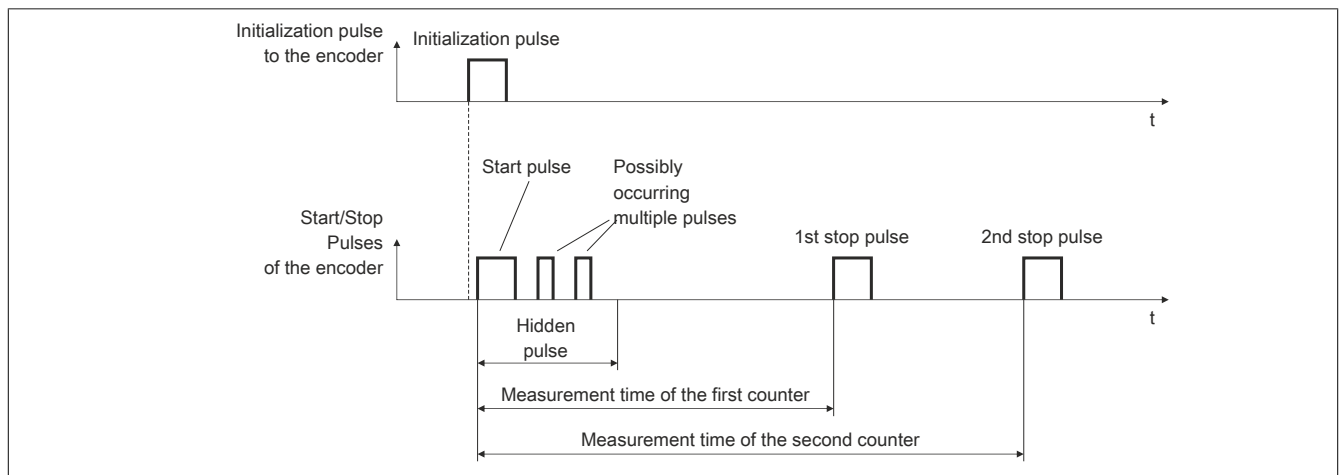 Initialization pulse
to the encoder
Initialization pulse
t
Start pulse
Possibly
occurring
multiple pulses
Start/Stop
Pulses
of the encoder
1st stop pulse
2nd stop pulse
t
Hidden
pulse
Measurement time of the first counter
Measurement time of the second counter